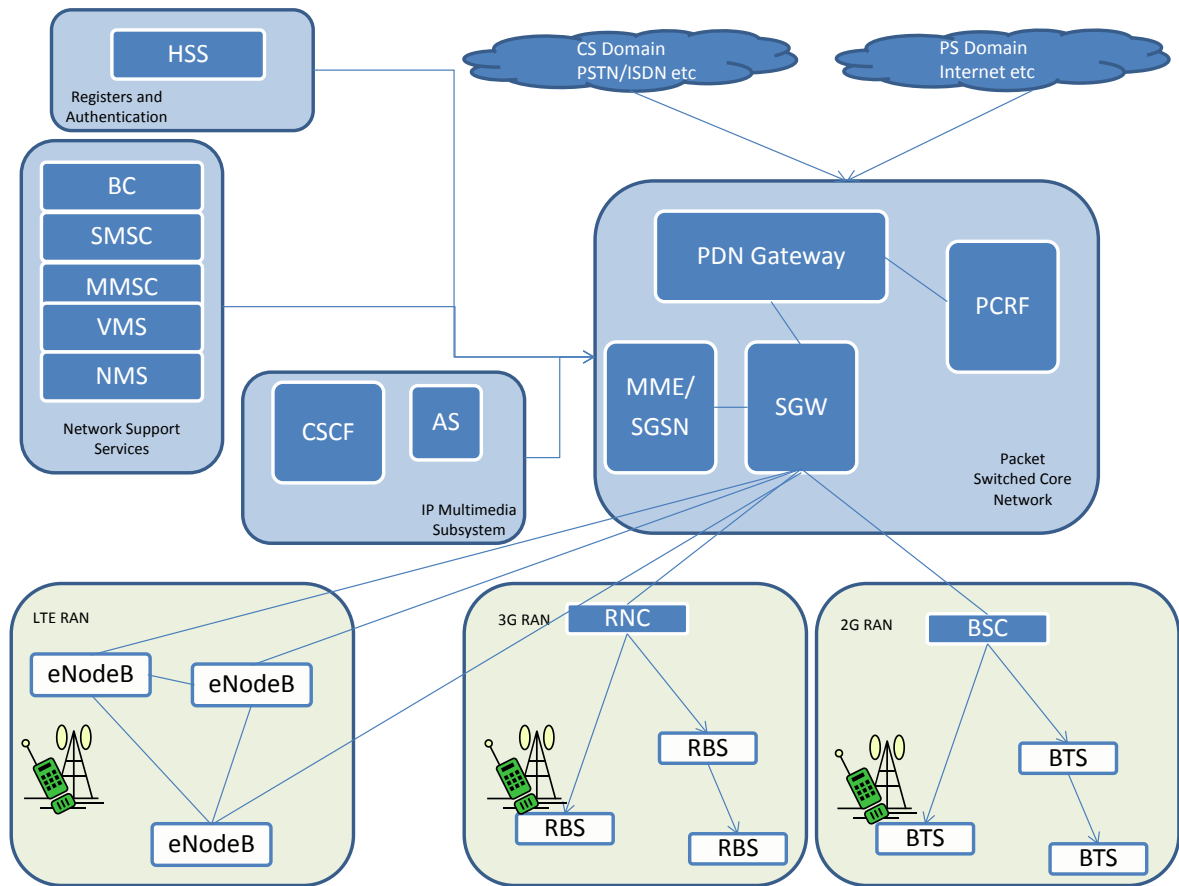 HSS
Registers and
Authentication
CS Domain
PSTN/ISDN etc
PS Domain
Internet etc
BC
SMSC
MMSC
VMS
NMS
Network Support
Services
CSCF
AS
IP Multimedia
Subsystem
PDN Gateway
PCRF
MME/
SGSN
SGW
Packet
Switched Core
Network
LTE RAN
eNodeB
eNodeB
eNodeB
3G RAN
RNC
RBS
RBS
RBS
2G RAN
BSC
BTS
BTS
BTS